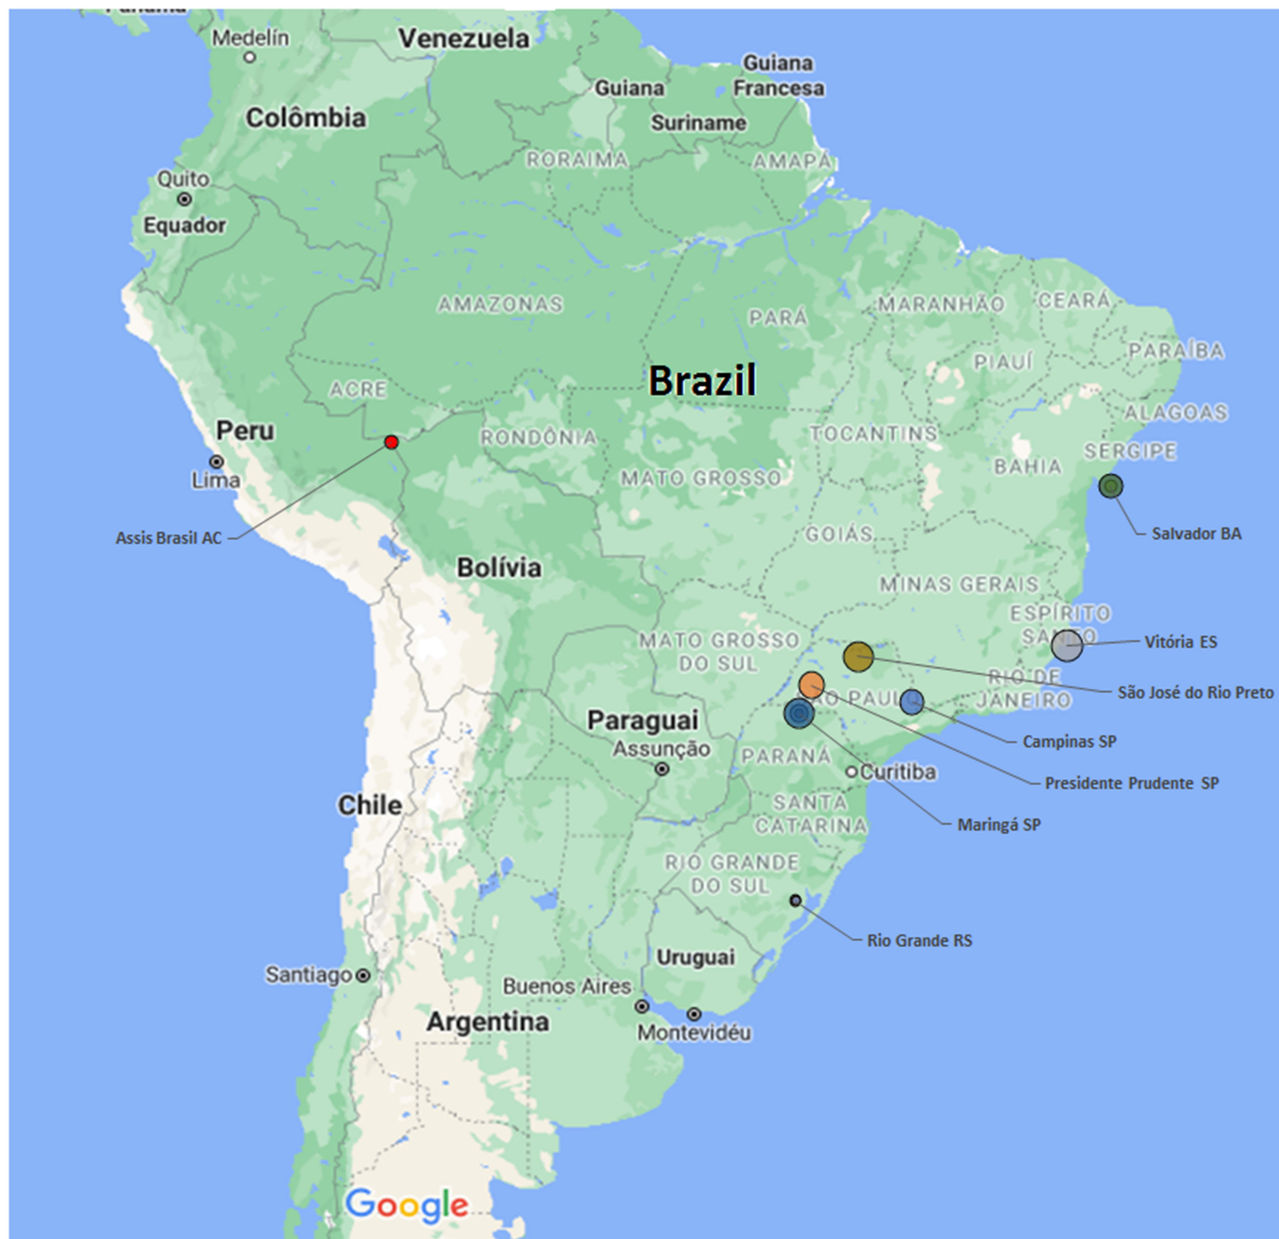 Panama
Medelín
Venezuela
Guiana
Francesa
Guiana
Colômbia
Suriname
RORAIMA
AMAPÁ
Quito
Equador
AMAZONAS
PARÁ
MARANHÃO
CEARÁ
PARAÍBA
PIAUÍ
Brazil
ACRE
ALAGOAS
Peru
RONDÔNIA
TOCANTINS
SERGIPE
BAHIA
MATO GROSSO
Lima
Assis Brasil AC
GOIÁS
Salvador BA
Bolívia
MINAS GERAIS
ESPÍRITO
SANTO
Vitória ES
MATO GROSSO
DO SUL
RIO DE
JANEIRO
São José do Rio Preto
SÃO PAULO
Paraguai
Assunção
Campinas SP
PARANÁ
Curitiba
Presidente Prudente SP
Chile
SANTA
CATARINA
Maringá SP
RIO GRANDE
DO SUL
Rio Grande RS
Uruguai
Santiago
Buenos Aires
Argentina
Montevidéu
Google